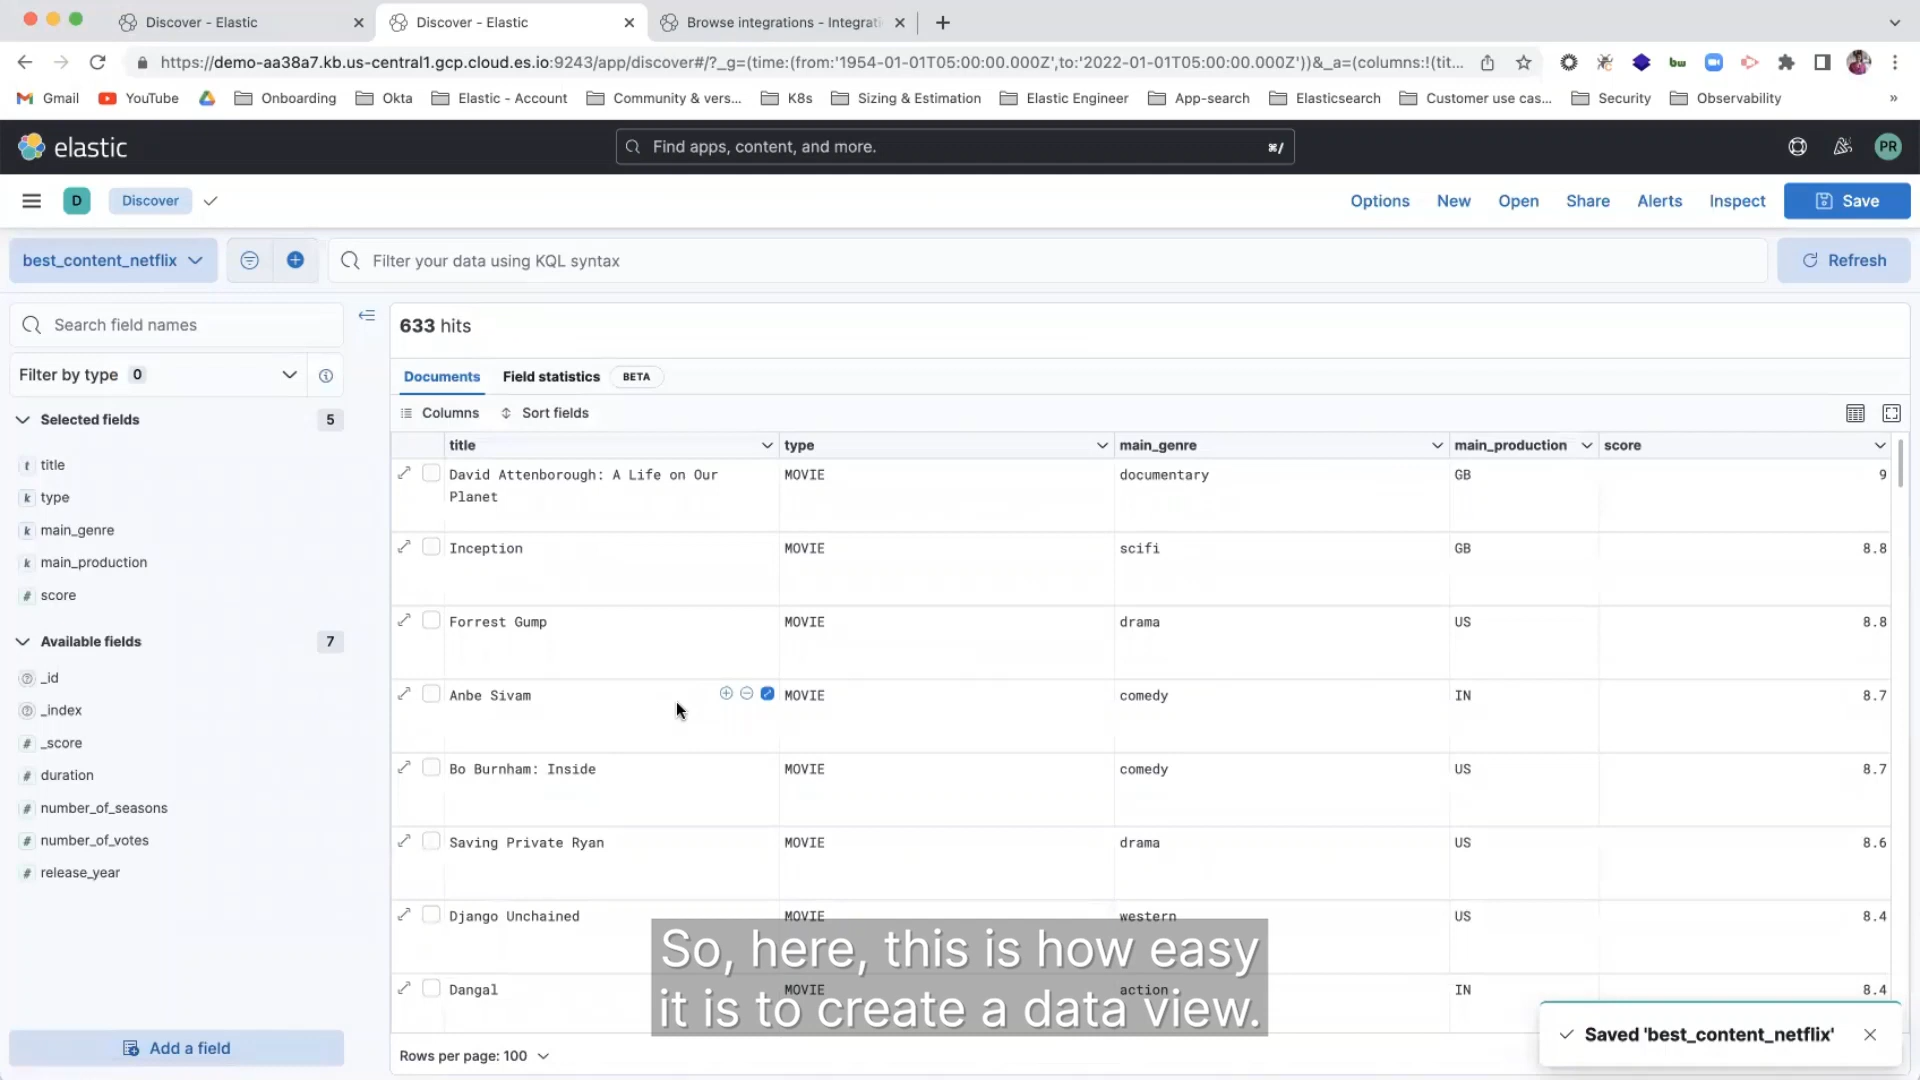 Discover - Elastic
Discover - Elastic
Browse integrations - Integrati
https://demo-aa38a7.kb.us-central1.gcp.cloud.es.io:9243/app/discover#/?_g=(time:(from:'1954-01-01T05:00:00.000Z',to:'2022-01-01T05:00:00.000Z'))&_a=(columns:!(tit...
bw
Gmail YouTube Onboarding Okta Elastic - Account Community & vers... K8s Sizing & Estimation Elastic Engineer App-search Elasticsearch Customer use cas... Security Observability »
elastic
Find apps, content, and more. ⌘/
PR
D Discover Options New Open Share Alerts Inspect Save
best_content_netflix Filter your data using KQL syntax Refresh
Search field names
Filter by type 0
Selected fields 5
title
type
main_genre
main_production
score
Available fields 7
_id
_index
_score
duration
number_of_seasons
number_of_votes
release_year
Add a field
633 hits
Documents Field statistics BETA
Columns Sort fields
title type main_genre main_production score
David Attenborough: A Life on Our Planet MOVIE documentary GB 9
Inception MOVIE scifi GB 8.8
Forrest Gump MOVIE drama US 8.8
Anbe Sivam MOVIE comedy IN 8.7
Bo Burnham: Inside MOVIE comedy US 8.7
Saving Private Ryan MOVIE drama US 8.6
Django Unchained MOVIE western US 8.4
Dangal MOVIE action IN 8.4
Rows per page: 100
So, here, this is how easy
it is to create a data view.
Saved 'best_content_netflix'